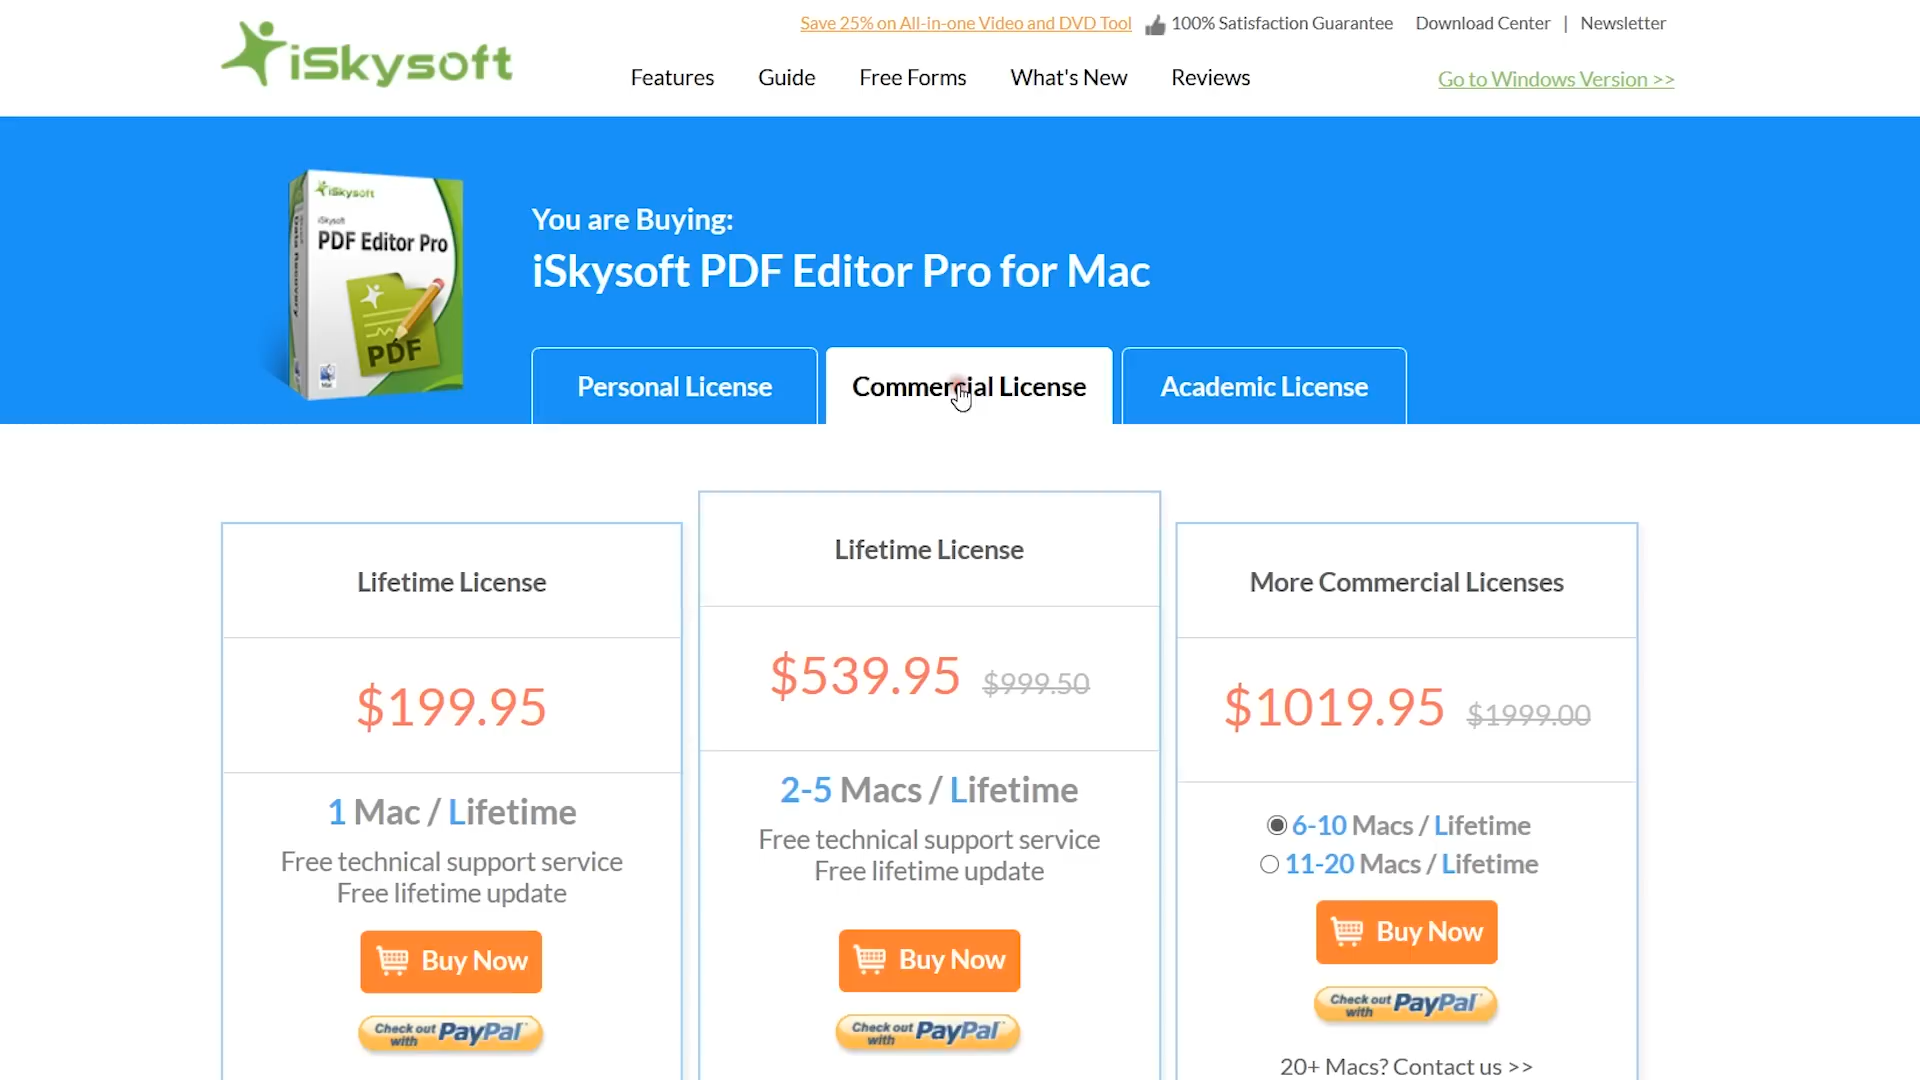 Save 25% on All-in-one Video and DVD Tool
100% Satisfaction Guarantee
Download Center | Newsletter
iSkysoft
Features
Guide
Free Forms
What's New
Reviews
Go to Windows Version >>
iSkysoft
iSkysoft
PDF Editor Pro
PDF
Mac
You are Buying:
iSkysoft PDF Editor Pro for Mac
Personal License
Commercial License
Academic License
Lifetime License
$199.95
1 Mac / Lifetime
Free technical support service
Free lifetime update
Buy Now
Check out with PayPal
Lifetime License
$539.95 $999.50
2-5 Macs / Lifetime
Free technical support service
Free lifetime update
Buy Now
Check out with PayPal
More Commercial Licenses
$1019.95 $1999.00
6-10 Macs / Lifetime
11-20 Macs / Lifetime
Buy Now
Check out with PayPal
20+ Macs? Contact us >>